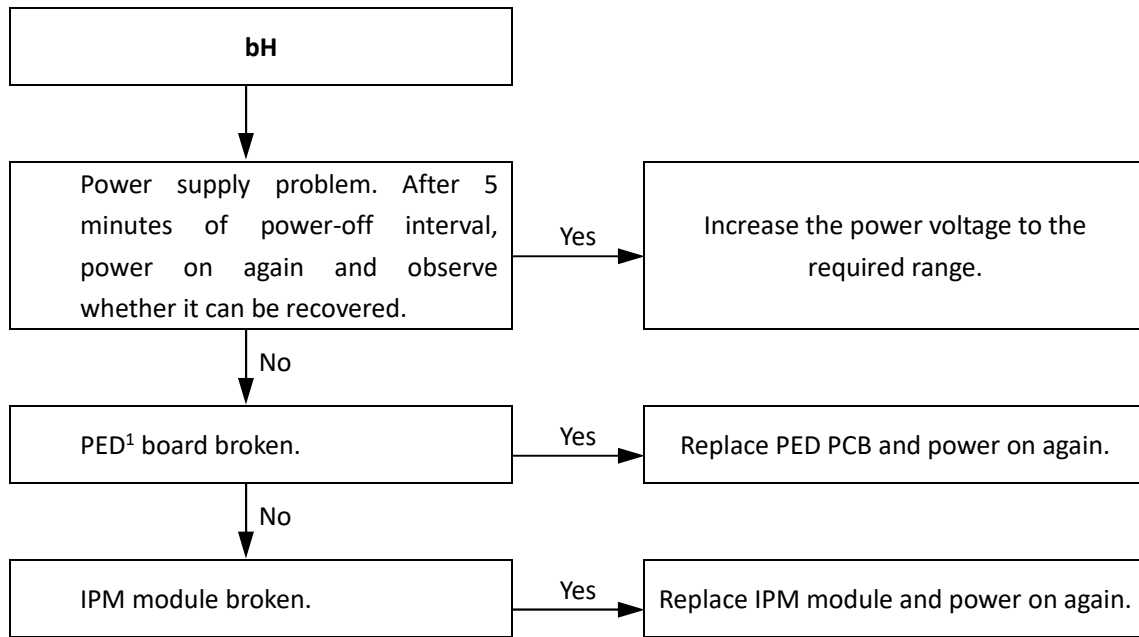 bH
Power supply problem. After 5
minutes of power-off interval,
power on again and observe
whether it can be recovered.
Yes
Increase the power voltage to the
required range.
No
PED¹ board broken.
Yes
Replace PED PCB and power on again.
No
IPM module broken.
Yes
Replace IPM module and power on again.